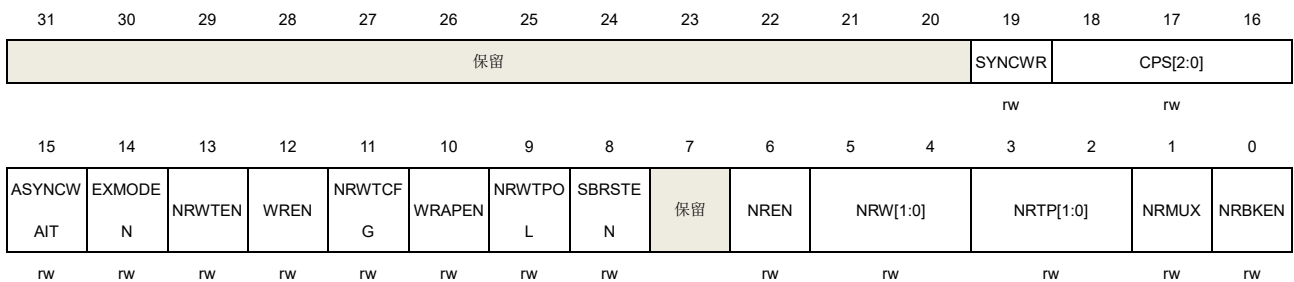 31 30 29 28 27 26 25 24 23 22 21 20 19 18 17 16
保留 SYNCWR CPS[2:0]
rw rw
15 14 13 12 11 10 9 8 7 6 5 4 3 2 1 0
ASYNCW EXMODE NRWTCF NRWTPO SBRSTE
NRWTEN WREN WRAPEN 保留 NREN NRW[1:0] NRTP[1:0] NRMUX NRBKEN
AIT N G L N
rw rw rw rw rw rw rw rw rw rw rw rw rw